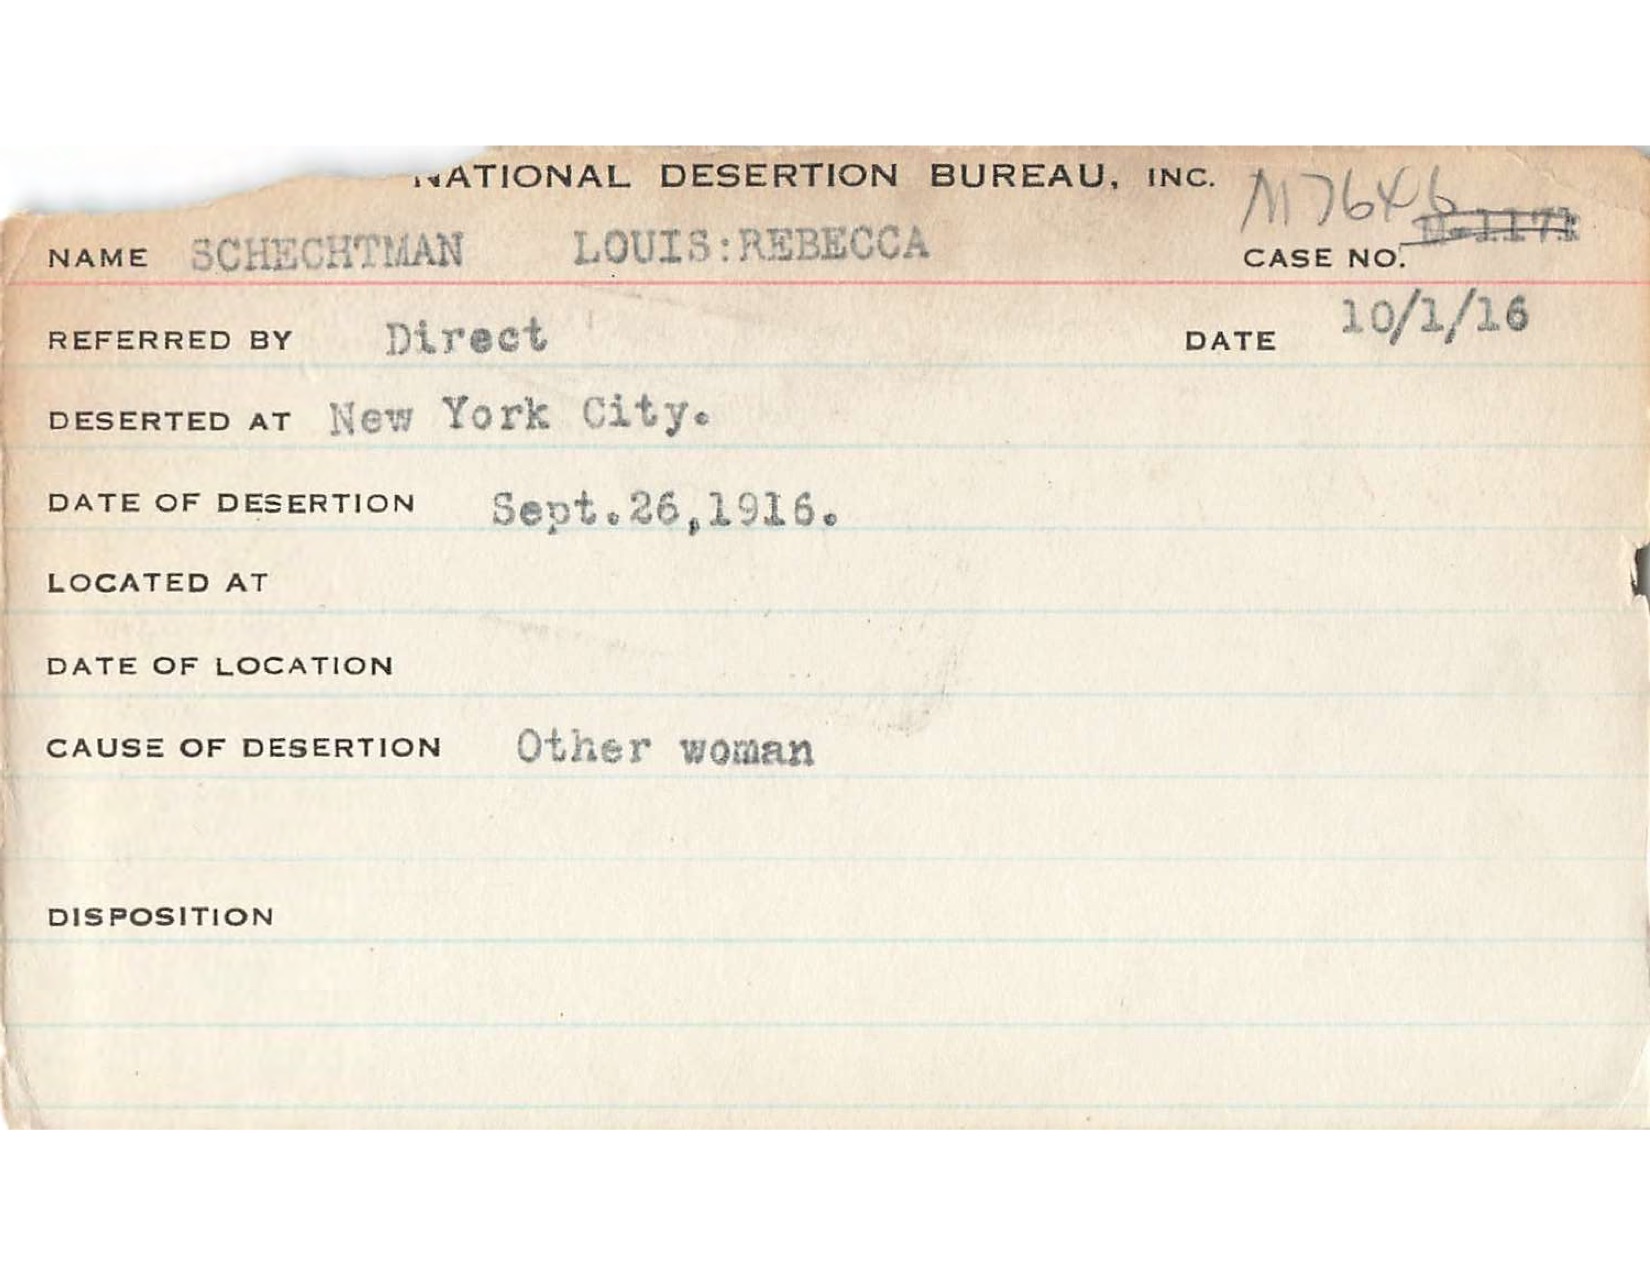 NATIONAL DESERTION BUREAU, INC.
M7646
NAME SCHECHTMAN LOUIS:REBECCA CASE NO.
REFERRED BY Direct DATE 10/1/16
DESERTED AT New York City.
DATE OF DESERTION Sept.26,1916.
LOCATED AT
DATE OF LOCATION
CAUSE OF DESERTION Other woman
DISPOSITION